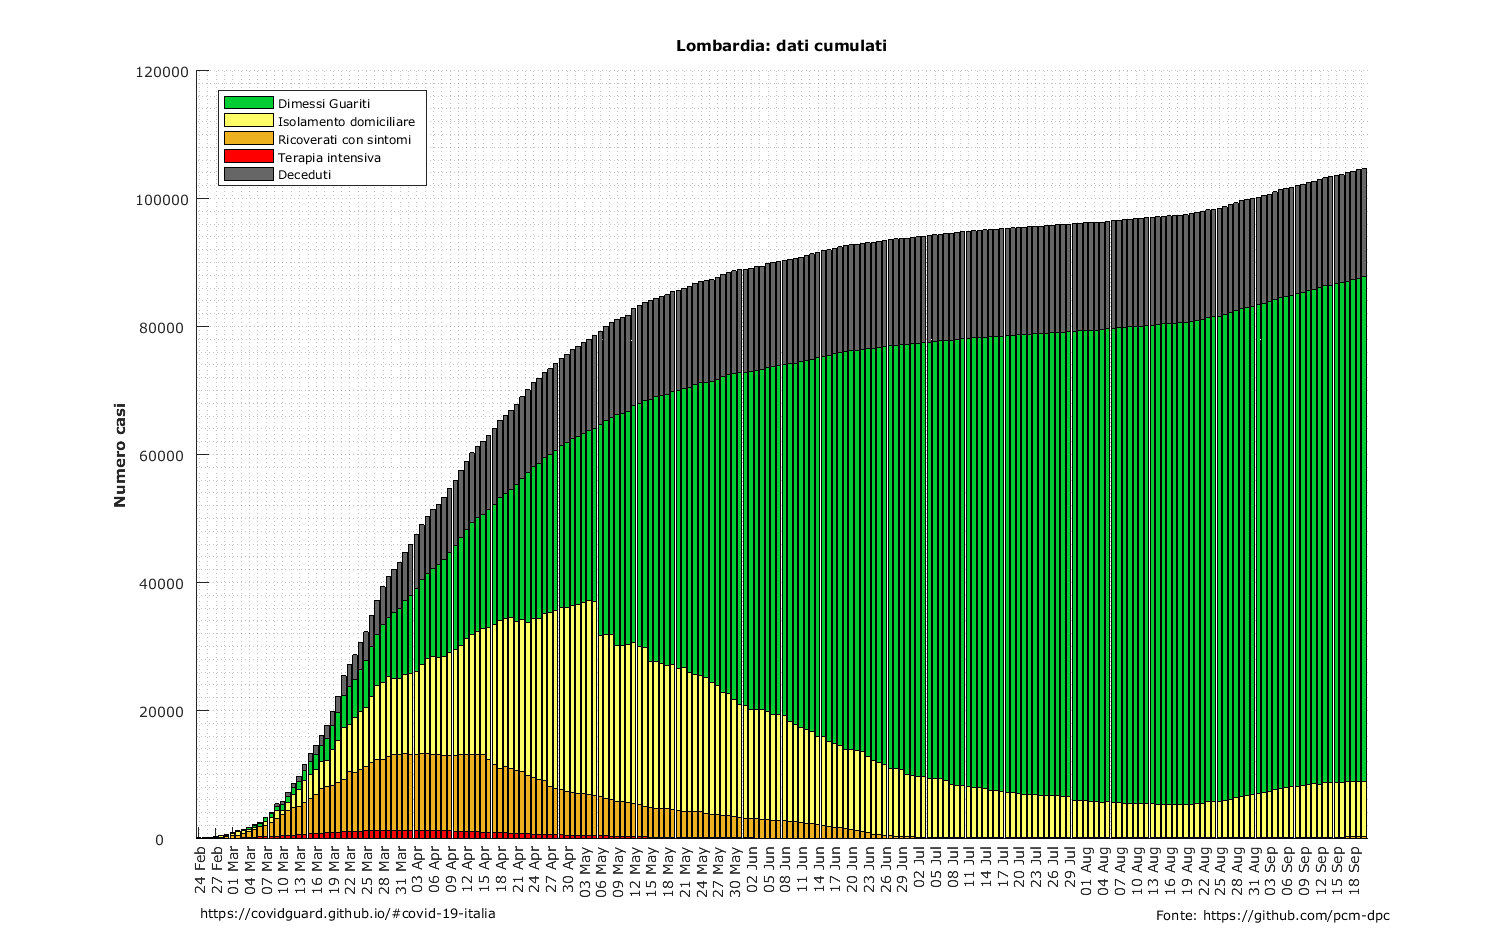 Lombardia: dati cumulati
120000
100000
80000
60000
40000
20000
0
Numero casi
Dimessi Guariti
Isolamento domiciliare
Ricoverati con sintomi
Terapia intensiva
Deceduti
24 Feb
27 Feb
01 Mar
04 Mar
07 Mar
10 Mar
13 Mar
16 Mar
19 Mar
22 Mar
25 Mar
28 Mar
31 Mar
03 Apr
06 Apr
09 Apr
12 Apr
15 Apr
18 Apr
21 Apr
24 Apr
27 Apr
30 Apr
03 May
06 May
09 May
12 May
15 May
18 May
21 May
24 May
27 May
30 May
02 Jun
05 Jun
08 Jun
11 Jun
14 Jun
17 Jun
20 Jun
23 Jun
26 Jun
29 Jun
02 Jul
05 Jul
08 Jul
11 Jul
14 Jul
17 Jul
20 Jul
23 Jul
26 Jul
29 Jul
01 Aug
04 Aug
07 Aug
10 Aug
13 Aug
16 Aug
19 Aug
22 Aug
25 Aug
28 Aug
31 Aug
03 Sep
06 Sep
09 Sep
12 Sep
15 Sep
18 Sep
https://covidguard.github.io/#covid-19-italia
Fonte: https://github.com/pcm-dpc